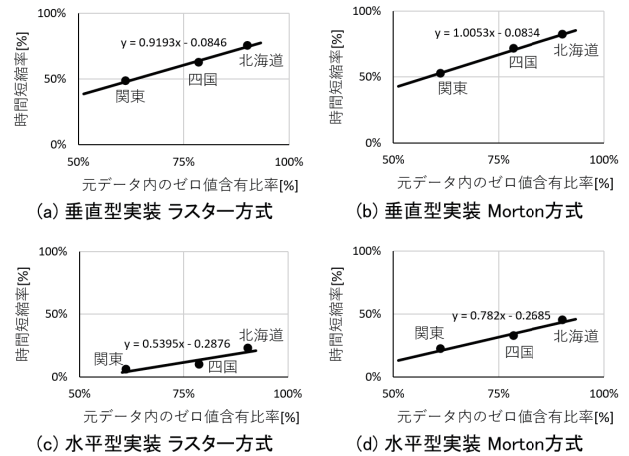 100%
50%
0%
時間短縮率[%]
y = 0.9193x - 0.0846
関東
四国
北海道
50%
75%
100%
元データ内のゼロ値含有比率[%]
(a) 垂直型実装 ラスター方式
100%
50%
0%
時間短縮率[%]
y = 1.0053x - 0.0834
関東
四国
北海道
50%
75%
100%
元データ内のゼロ値含有比率[%]
(b) 垂直型実装 Morton方式
100%
50%
0%
時間短縮率[%]
y = 0.5395x - 0.2876
関東
四国
北海道
50%
75%
100%
元データ内のゼロ値含有比率[%]
(c) 水平型実装 ラスター方式
100%
50%
0%
時間短縮率[%]
y = 0.782x - 0.2685
関東
四国
北海道
50%
75%
100%
元データ内のゼロ値含有比率[%]
(d) 水平型実装 Morton方式